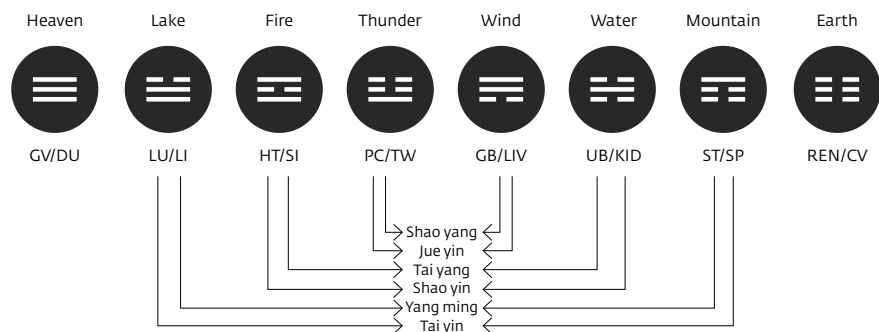 Heaven Lake Fire Thunder Wind Water Mountain Earth
GV/DU LU/LI HT/SI PC/TW GB/LIV UB/KID ST/SP REN/CV
Shao yang
Jue yin
Tai yang
Shao yin
Yang ming
Tai yin